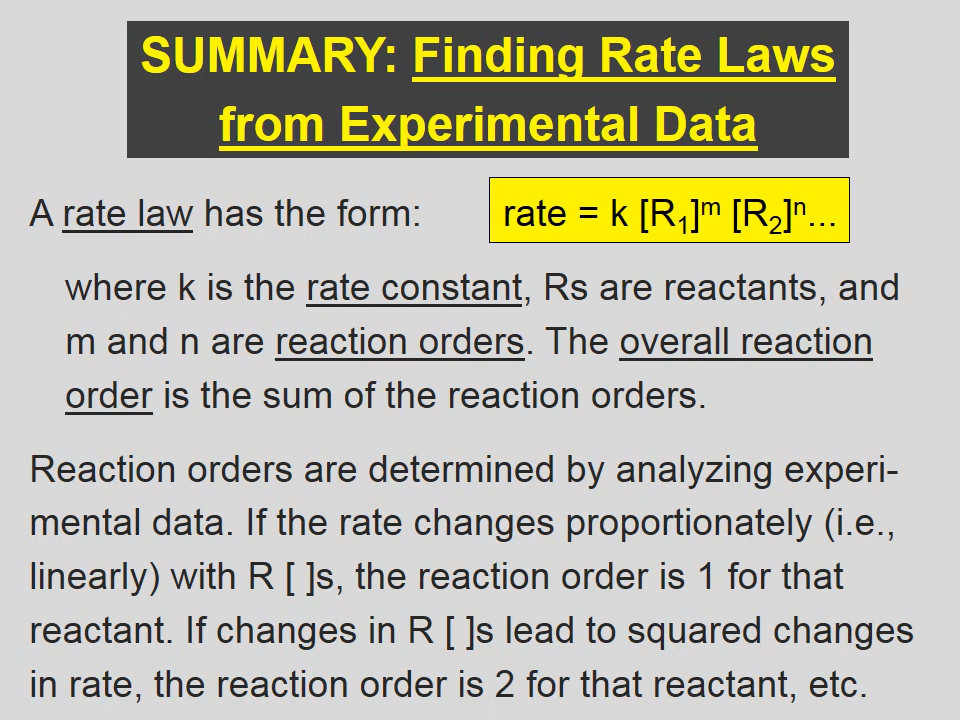 SUMMARY: Finding Rate Laws
from Experimental Data
A rate law has the form: rate = k [R₁]ᵐ [R₂]ⁿ...
where k is the rate constant, Rs are reactants, and
m and n are reaction orders. The overall reaction
order is the sum of the reaction orders.
Reaction orders are determined by analyzing experi-
mental data. If the rate changes proportionately (i.e.,
linearly) with R [ ]s, the reaction order is 1 for that
reactant. If changes in R [ ]s lead to squared changes
in rate, the reaction order is 2 for that reactant, etc.